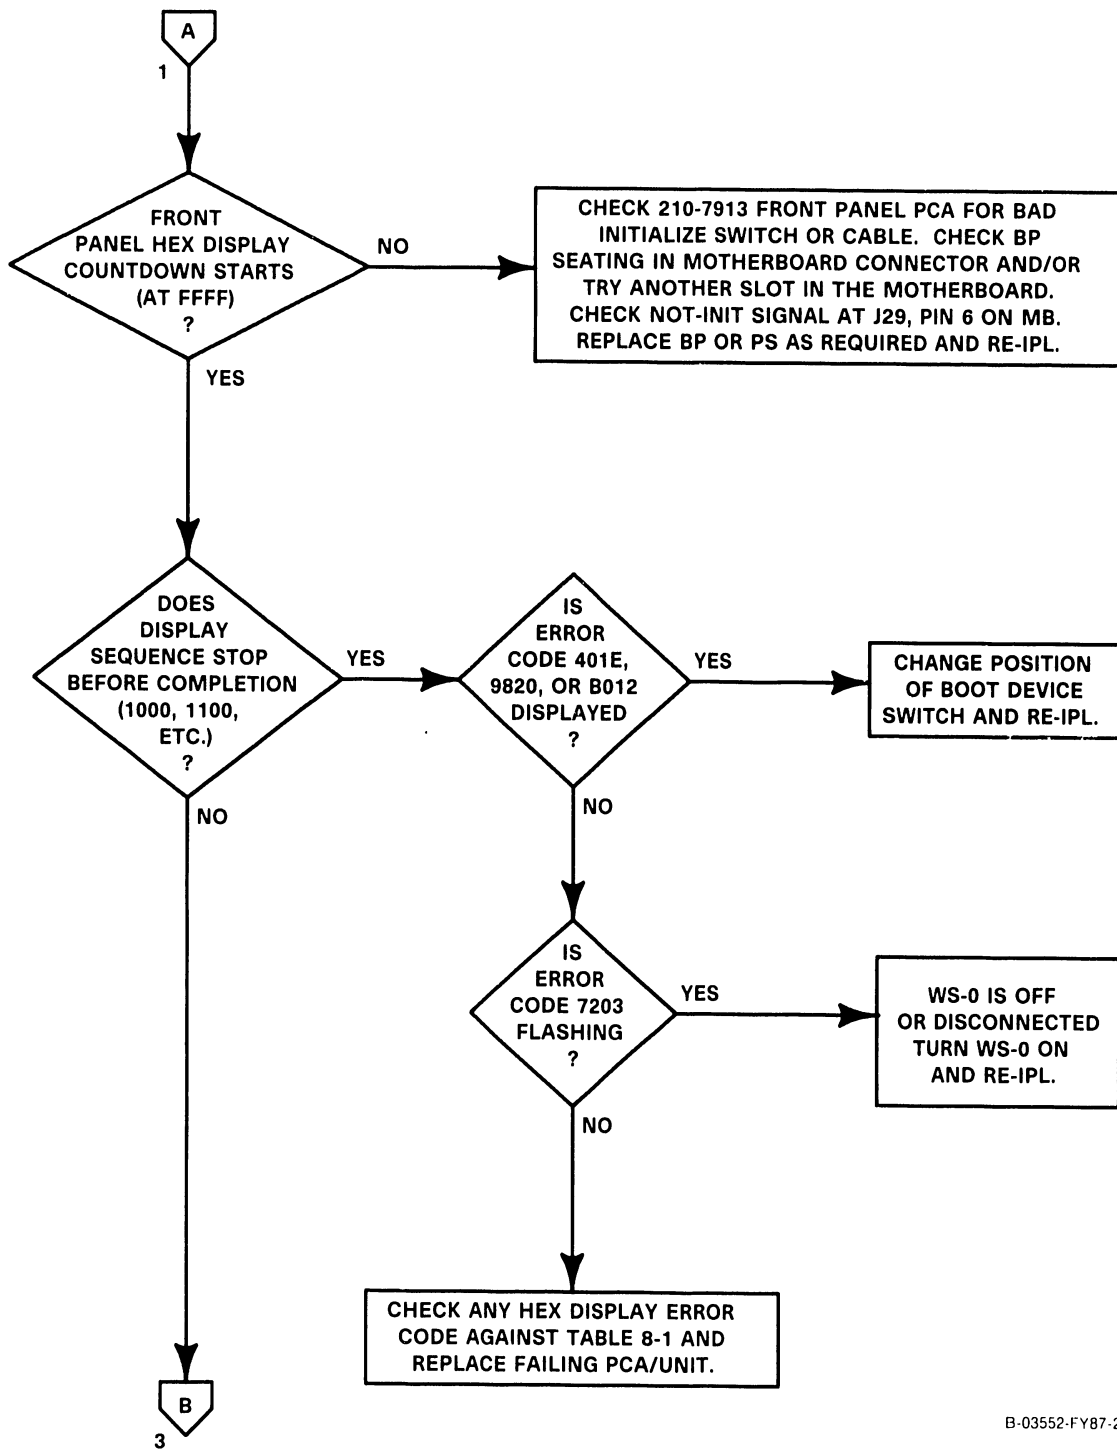 A
1
FRONT
PANEL HEX DISPLAY
COUNTDOWN STARTS
(AT FFFF)
?
NO
CHECK 210-7913 FRONT PANEL PCA FOR BAD
INITIALIZE SWITCH OR CABLE. CHECK BP
SEATING IN MOTHERBOARD CONNECTOR AND/OR
TRY ANOTHER SLOT IN THE MOTHERBOARD.
CHECK NOT-INIT SIGNAL AT J29, PIN 6 ON MB.
REPLACE BP OR PS AS REQUIRED AND RE-IPL.
YES
DOES
DISPLAY
SEQUENCE STOP
BEFORE COMPLETION
(1000, 1100,
ETC.)
?
YES
IS
ERROR
CODE 401E,
9820, OR B012
DISPLAYED
?
YES
CHANGE POSITION
OF BOOT DEVICE
SWITCH AND RE-IPL.
NO
NO
IS
ERROR
CODE 7203
FLASHING
?
YES
WS-0 IS OFF
OR DISCONNECTED
TURN WS-0 ON
AND RE-IPL.
NO
CHECK ANY HEX DISPLAY ERROR
CODE AGAINST TABLE 8-1 AND
REPLACE FAILING PCA/UNIT.
B
3
B-03552-FY87-2